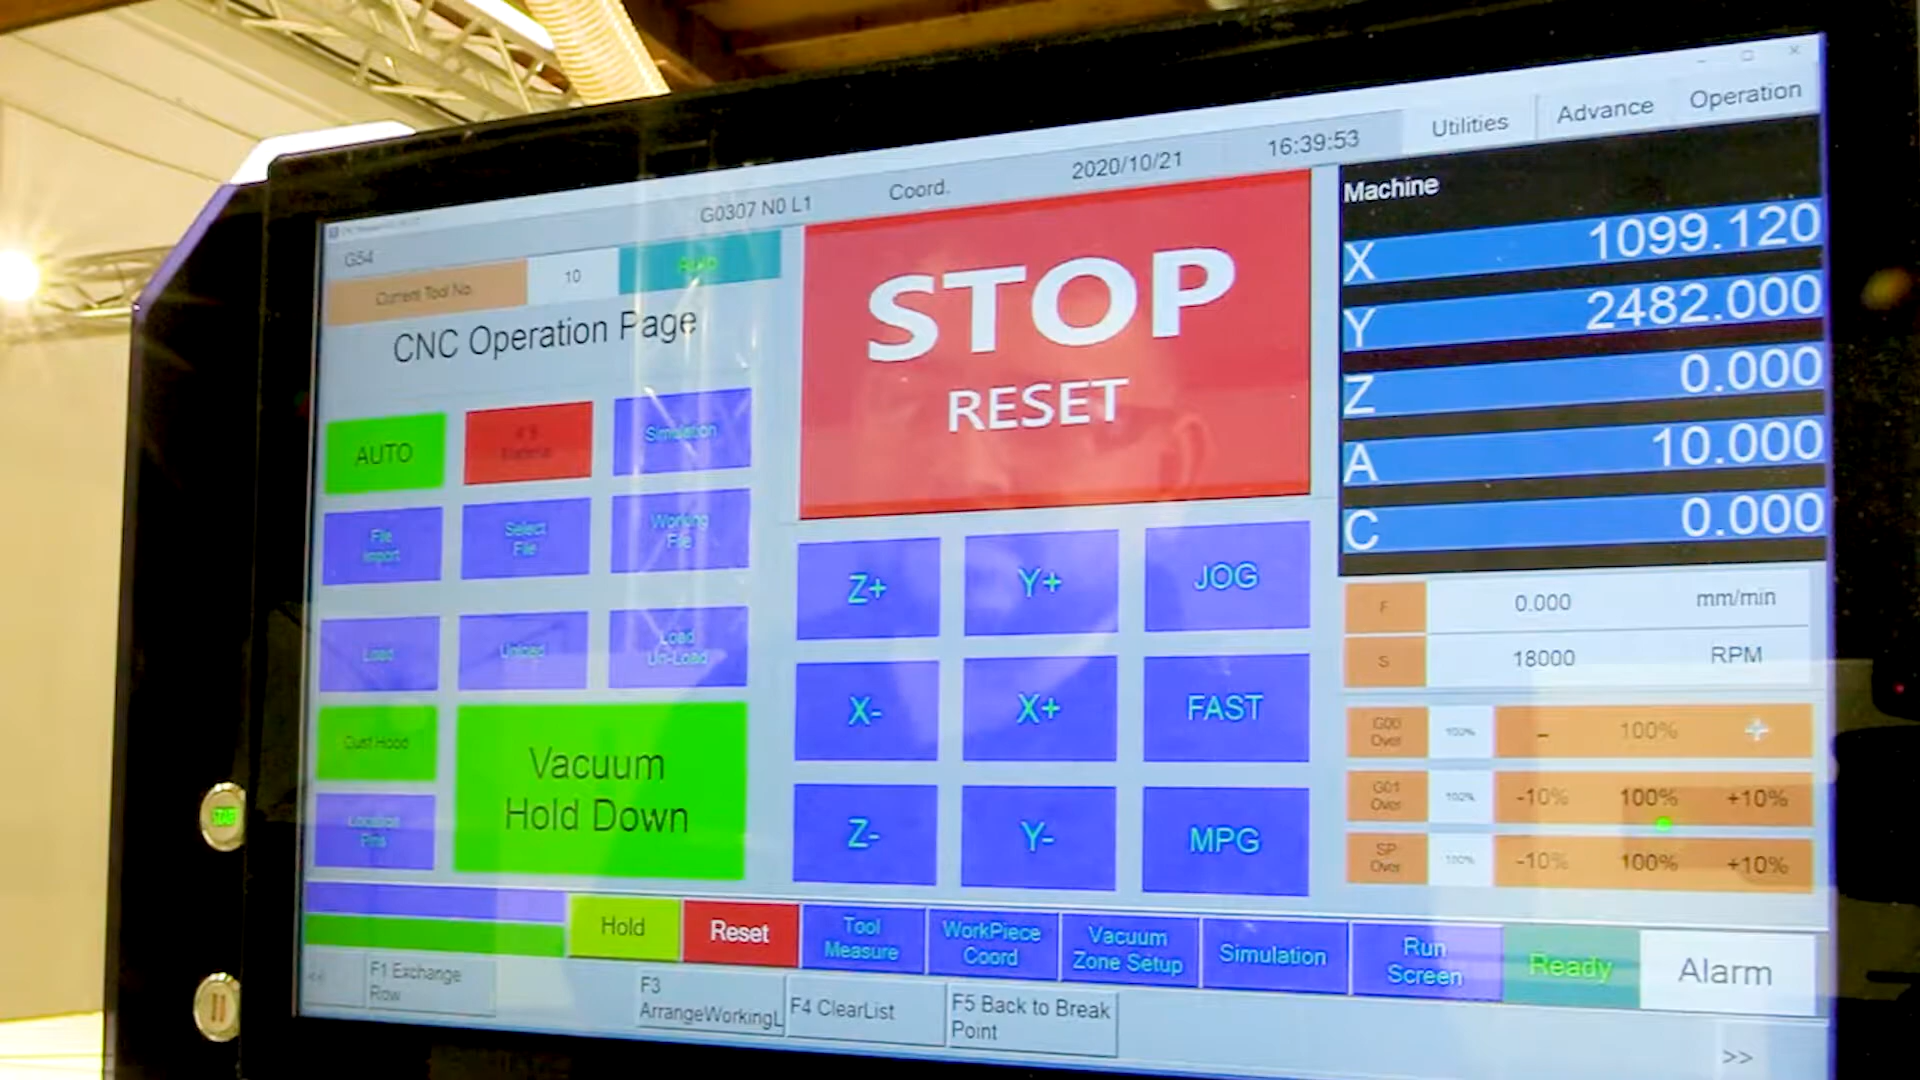 Utilities
Advance
Operation
G0307 N0 L1
Coord.
2020/10/21
16:39:53
G54
Current Tool No.
10
CNC Operation Page
STOP
RESET
Machine
X 1099.120
Y 2482.000
Z 0.000
A 10.000
C 0.000
AUTO
Simulation
File
Import
Select
File
Working
File
Load
Unload
Load
Un-Load
Dust Hood
Vacuum
Hold Down
Location
Pins
Z+
Y+
JOG
X-
X+
FAST
Z-
Y-
MPG
F 0.000 mm/min
S 18000 RPM
G00
Over
100%
- 100% +
G01
Over
100%
-10% 100% +10%
SP
Over
100%
-10% 100% +10%
Hold
Reset
Tool
Measure
WorkPiece
Coord
Vacuum
Zone Setup
Simulation
Run
Screen
Ready
Alarm
<<
F1 Exchange
Row
F3
ArrangeWorkingL
F4 ClearList
F5 Back to Break
Point
>>